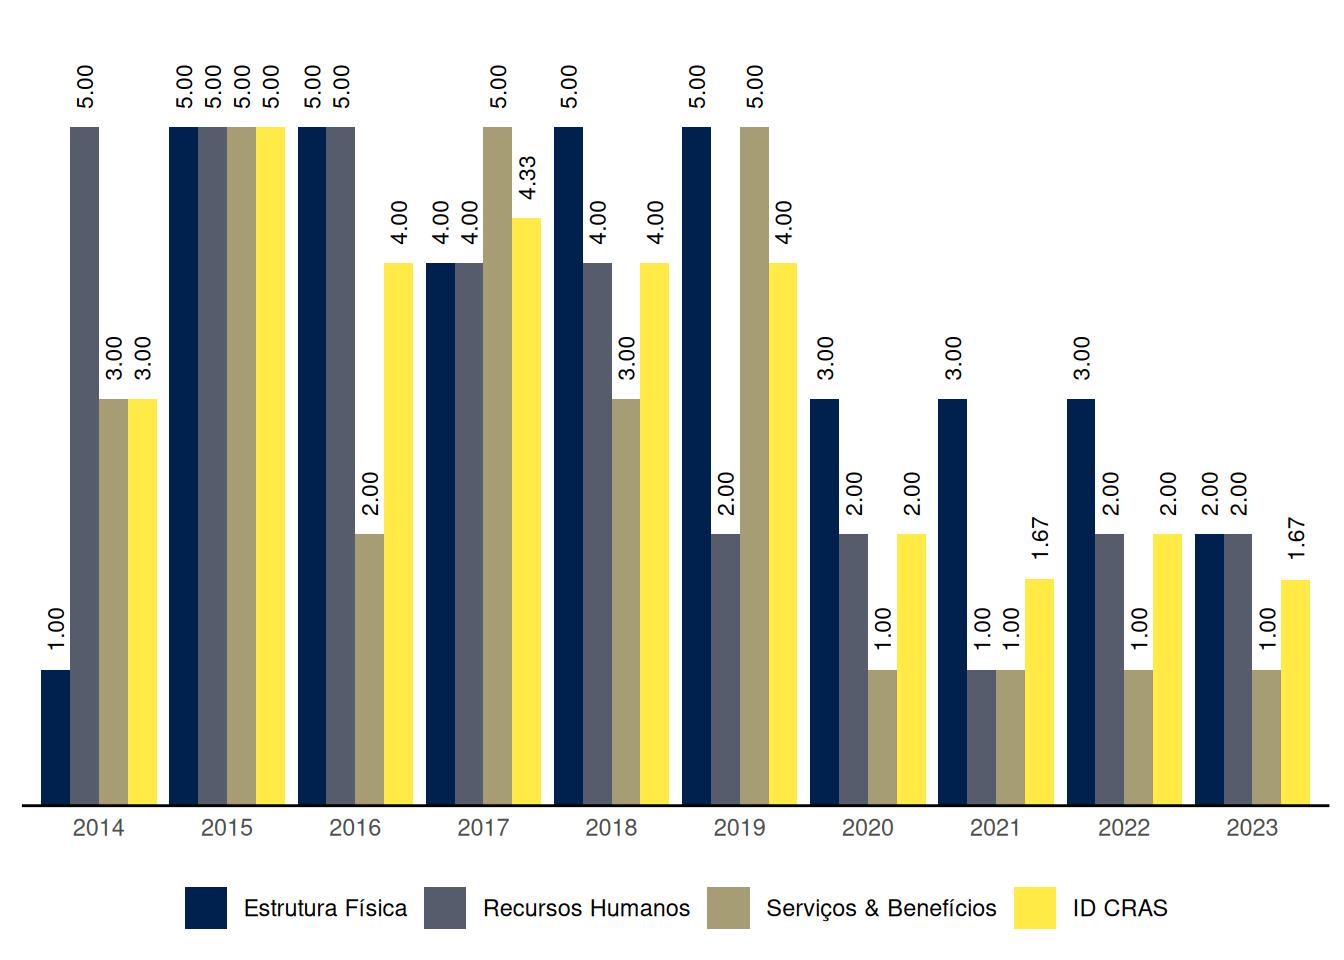 1.00 5.00 3.00 3.00
5.00 5.00 5.00 5.00
5.00 5.00 2.00 4.00
4.00 4.00 5.00 4.33
5.00 4.00 3.00 4.00
5.00 2.00 5.00 4.00
3.00 2.00 1.00 2.00
3.00 1.00 1.00 1.67
3.00 2.00 1.00 2.00
2.00 2.00 1.00 1.67
2014 2015 2016 2017 2018 2019 2020 2021 2022 2023
Estrutura Física Recursos Humanos Serviços & Benefícios ID CRAS